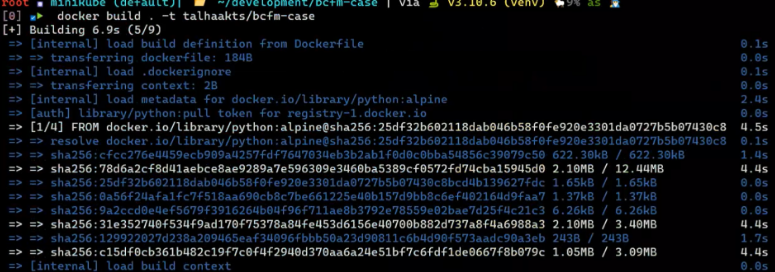 root minikube (default)| ~/development/bcfm-case | via v3.10.6 (venv) 9% as
[0] docker build . -t talhaakts/bcfm-case
[+] Building 6.9s (5/9)
=> [internal] load build definition from Dockerfile 0.1s
=> => transferring dockerfile: 184B 0.0s
=> [internal] load .dockerignore 0.1s
=> => transferring context: 2B 0.0s
=> [internal] load metadata for docker.io/library/python:alpine 2.4s
=> [auth] library/python:pull token for registry-1.docker.io 0.0s
=> [1/4] FROM docker.io/library/python:alpine@sha256:25df32b602118dab046b58f0fe920e3301da0727b5b07430c8 4.5s
=> => resolve docker.io/library/python:alpine@sha256:25df32b602118dab046b58f0fe920e3301da0727b5b07430c8 0.1s
=> => sha256:cfcc276e4459ecb909a4257fdf7647034eb3b2ab1f0d0c0bba54856c39079c50 622.30kB / 622.30kB 1.4s
=> => sha256:78d6a2cf8d41aebce8ae9289a7e596309e3460ba5389cf0572fd74cba15945d0 2.10MB / 12.44MB 4.4s
=> => sha256:25df32b602118dab046b58f0fe920e3301da0727b5b07430c8bcd4b139627fdc 1.65kB / 1.65kB 0.0s
=> => sha256:0a56f24afa1fc7f518aa690cb8c7be661225e40b157d9bb8c6ef402164d9faa7 1.37kB / 1.37kB 0.0s
=> => sha256:9a2ccd0e4ef5679f3916264b04f96f711ae8b3792e78559e02bae7d25f4c21c3 6.26kB / 6.26kB 0.0s
=> => sha256:31e352740f534f9ad170f75378a84fe453d6156e40700b882d737a8f4a6988a3 2.10MB / 3.40MB 4.4s
=> => sha256:129922027d238a209465eaf34096fbbb50a23d90811c6b4d90f573aadc90a3eb 243B / 243B 1.7s
=> => sha256:c15df0cb361b482c19f7c0f4f2940d370aa6a24e51bf7c6fdf1de0667f8b079c 1.05MB / 3.09MB 4.4s
=> [internal] load build context 0.0s